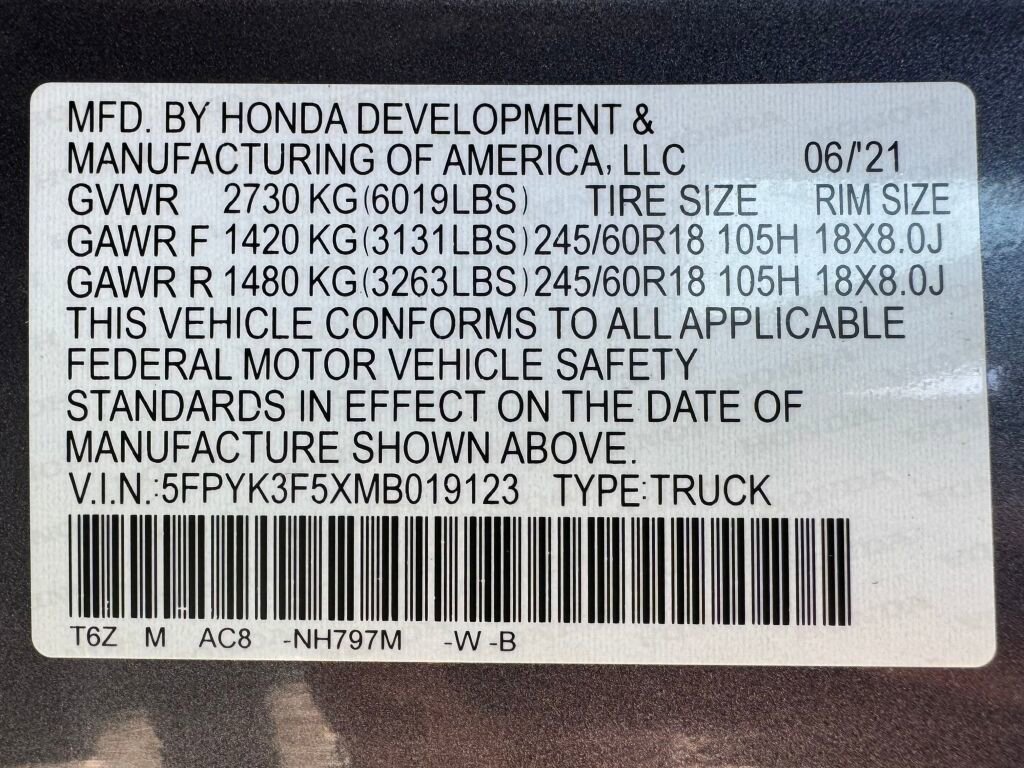 MFD. BY HONDA DEVELOPMENT &
MANUFACTURING OF AMERICA, LLC 06/'21
GVWR 2730 KG(6019LBS) TIRE SIZE RIM SIZE
GAWR F 1420 KG(3131LBS) 245/60R18 105H 18X8.0J
GAWR R 1480 KG(3263LBS) 245/60R18 105H 18X8.0J
THIS VEHICLE CONFORMS TO ALL APPLICABLE
FEDERAL MOTOR VEHICLE SAFETY
STANDARDS IN EFFECT ON THE DATE OF
MANUFACTURE SHOWN ABOVE.
V.I.N.:5FPYK3F5XMB019123 TYPE:TRUCK
T6Z M AC8 -NH797M -W -B